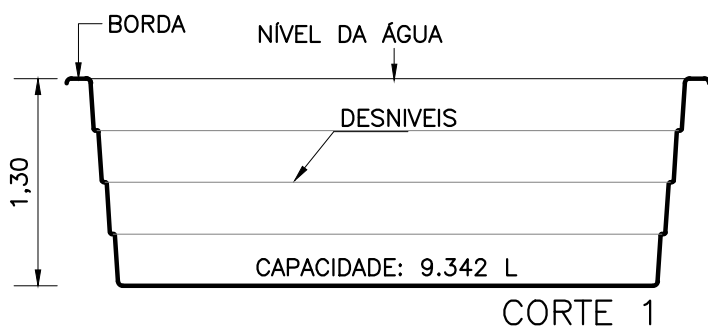 BORDA
NÍVEL DA ÁGUA
DESNIVEIS
1,30
CAPACIDADE: 9.342 L
CORTE 1